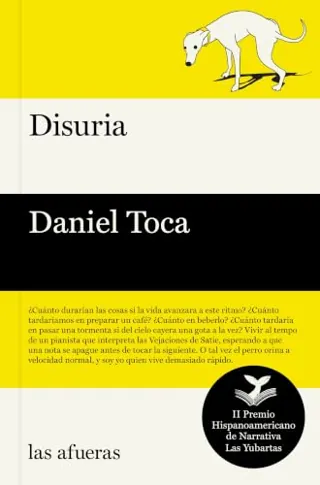 Disuria
Daniel Toca
¿Cuánto durarían las cosas si la vida avanzara a este ritmo? ¿Cuánto
tardaríamos en preparar un café? ¿Cuánto en beberlo? ¿Cuánto tardaría
en pasar una tormenta si del cielo cayera una gota a la vez? Vivir al tempo
de un pianista que interpreta las Vejaciones de Satie, esperando a que
una nota se apague antes de tocar la siguiente. O tal vez el perro orina a
velocidad normal, y soy yo quien vive demasiado rápido.
II Premio
Hispanoamericano
de Narrativa
Las Yubartas
las afueras